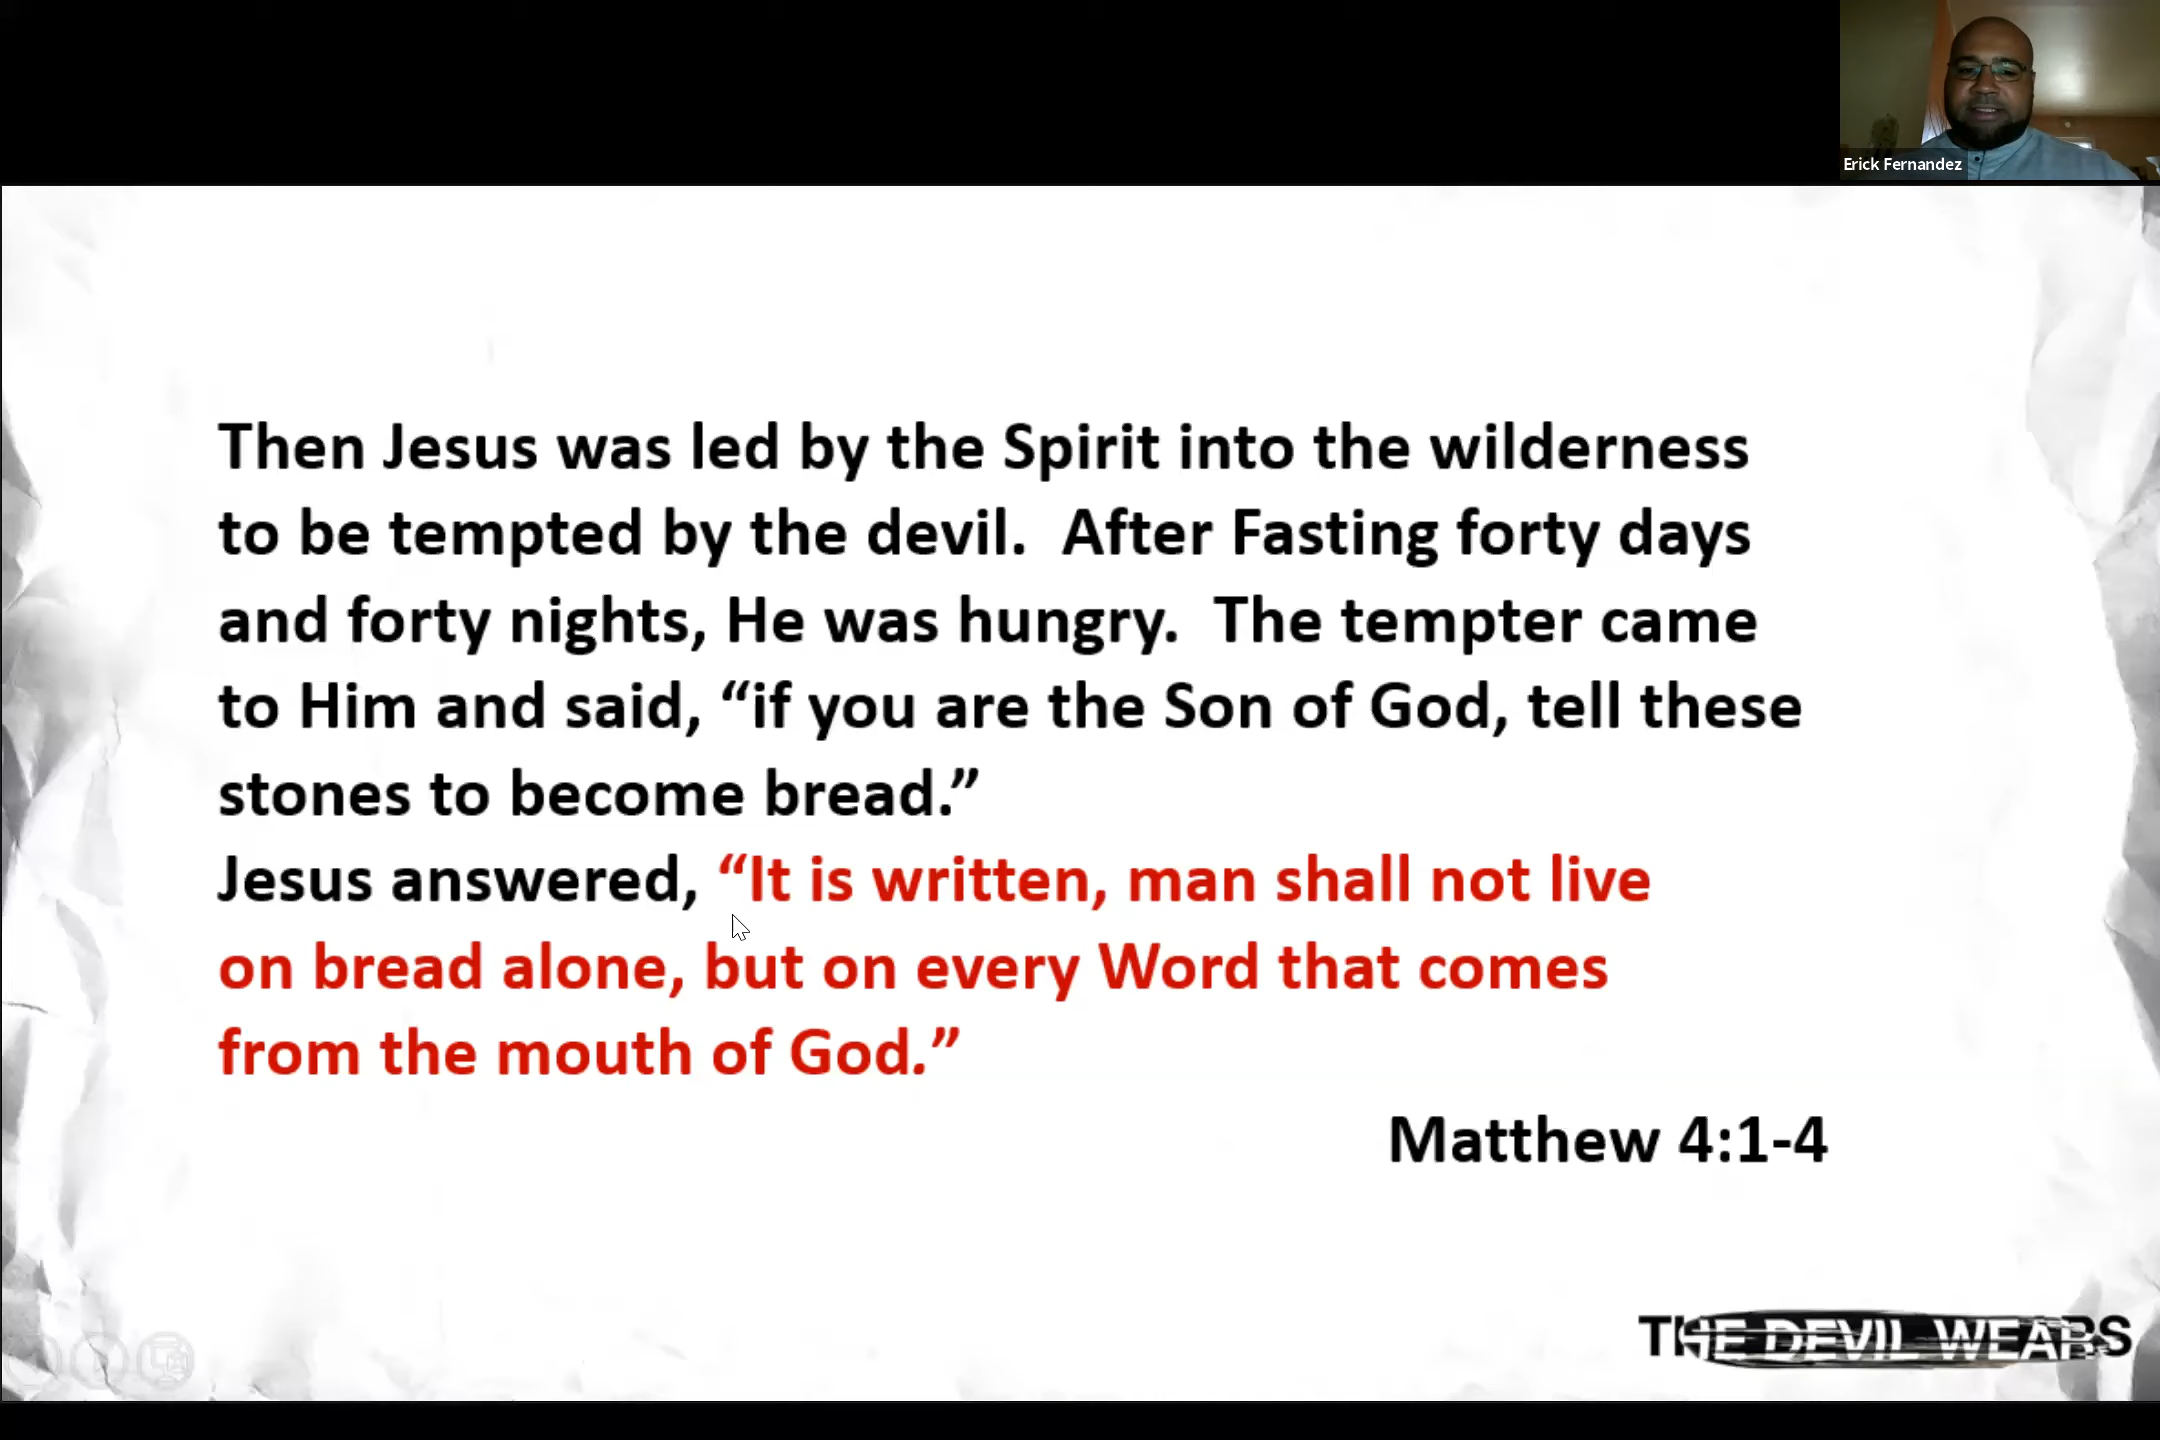 Erick Fernandez
Then Jesus was led by the Spirit into the wilderness
to be tempted by the devil.  After Fasting forty days
and forty nights, He was hungry.  The tempter came
to Him and said, “if you are the Son of God, tell these
stones to become bread.”
Jesus answered, “It is written, man shall not live
on bread alone, but on every Word that comes
from the mouth of God.”
Matthew 4:1-4
THE DEVIL WEARS